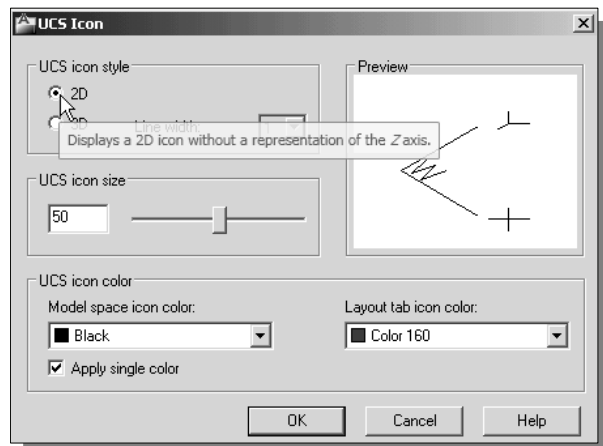 UCS Icon
UCS icon style
2D
3D Line width: 1
Displays a 2D icon without a representation of the Z axis.
Preview
UCS icon size
50
UCS icon color
Model space icon color:
Black
Apply single color
Layout tab icon color:
Color 160
OK
Cancel
Help